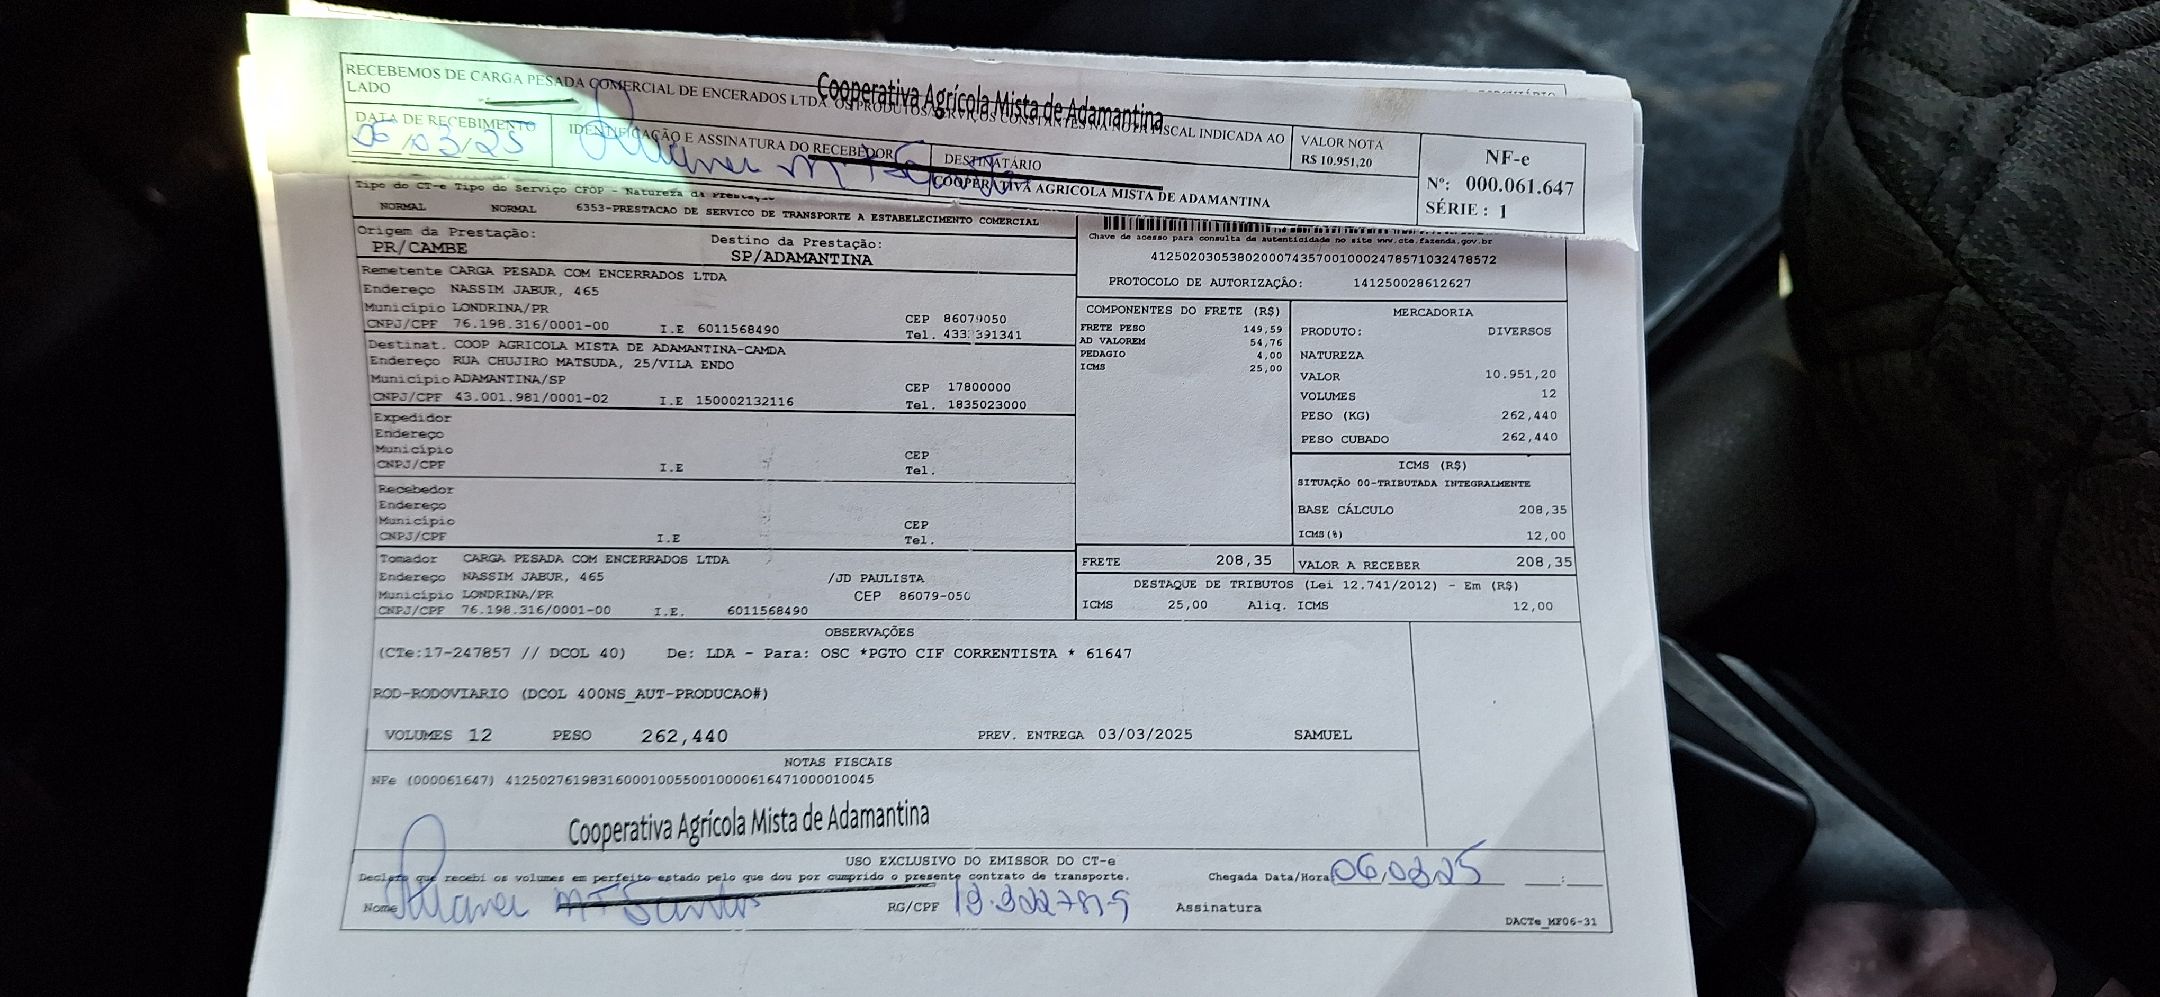 RECEBEMOS DE CARGA PESADA COMERCIAL DE ENCERADOS LTDA OS PRODUTOS/SERVIÇOS CONSTANTES NA NOTA FISCAL INDICADA AO LADO
Cooperativa Agrícola Mista de Adamantina
DATA DE RECEBIMENTO
06/03/25
IDENTIFICAÇÃO E ASSINATURA DO RECEBEDOR
DESTINATÁRIO
COOPERATIVA AGRICOLA MISTA DE ADAMANTINA
VALOR NOTA
R$ 10.951,20
NF-e
Nº: 000.061.647
SÉRIE : 1
Tipo do CT-e Tipo do Serviço CFOP - Natureza da Prestação
NORMAL NORMAL 6353-PRESTACAO DE SERVICO DE TRANSPORTE A ESTABELECIMENTO COMERCIAL
Origem da Prestação:
PR/CAMBE
Destino da Prestação:
SP/ADAMANTINA
Chave de acesso para consulta de autenticidade no site www.cte.fazenda.gov.br
41250203053802000743570010002478571032478572
PROTOCOLO DE AUTORIZAÇÃO: 141250028612627
Remetente CARGA PESADA COM ENCERRADOS LTDA
Endereço NASSIM JABUR, 465
Município LONDRINA/PR
CEP 86079050
CNPJ/CPF 76.198.316/0001-00 I.E 6011568490
Tel.
Destinat. COOP AGRICOLA MISTA DE ADAMANTINA-CAMDA
Endereço RUA CHUJIRO MATSUDA, 25/VILA ENDO
Município ADAMANTINA/SP
CEP 17800000
CNPJ/CPF 43.001.981/0001-02 I.E 150002132116
Tel. 1835023000
Expedidor
Endereço
Município
CEP
CNPJ/CPF I.E
Tel.
Recebedor
Endereço
Município
CEP
CNPJ/CPF I.E
Tel.
Tomador CARGA PESADA COM ENCERRADOS LTDA
Endereço NASSIM JABUR, 465 /JD PAULISTA
Município LONDRINA/PR CEP 86079-050
CNPJ/CPF 76.198.316/0001-00 I.E. 6011568490
COMPONENTES DO FRETE (R$)
FRETE PESO 149,59
AD VALOREM 54,76
PEDAGIO 4,00
ICMS 25,00
MERCADORIA
PRODUTO: DIVERSOS
NATUREZA
VALOR 10.951,20
VOLUMES 12
PESO (KG) 262,440
PESO CUBADO 262,440
ICMS (R$)
SITUAÇÃO 00-TRIBUTADA INTEGRALMENTE
BASE CÁLCULO 208,35
ICMS(%) 12,00
FRETE 208,35
VALOR A RECEBER 208,35
DESTAQUE DE TRIBUTOS (Lei 12.741/2012) - Em (R$)
ICMS 25,00 Aliq. ICMS 12,00
OBSERVAÇÕES
(CTe:17-247857 // DCOL 40) De: LDA - Para: OSC *PGTO CIF CORRENTISTA * 61647
ROD-RODOVIARIO (DCOL 400NS_AUT-PRODUCAO#)
VOLUMES 12 PESO 262,440 PREV. ENTREGA 03/03/2025 SAMUEL
NOTAS FISCAIS
NFe (000061647) 41250276198316000100550010000616471000010045
Cooperativa Agrícola Mista de Adamantina
USO EXCLUSIVO DO EMISSOR DO CT-e
Declaro que recebi os volumes em perfeito estado pelo que dou por cumprido o presente contrato de transporte.
Chegada Data/Hora 06/03/25
Nome
RG/CPF
Assinatura
DACTe_MF06-31